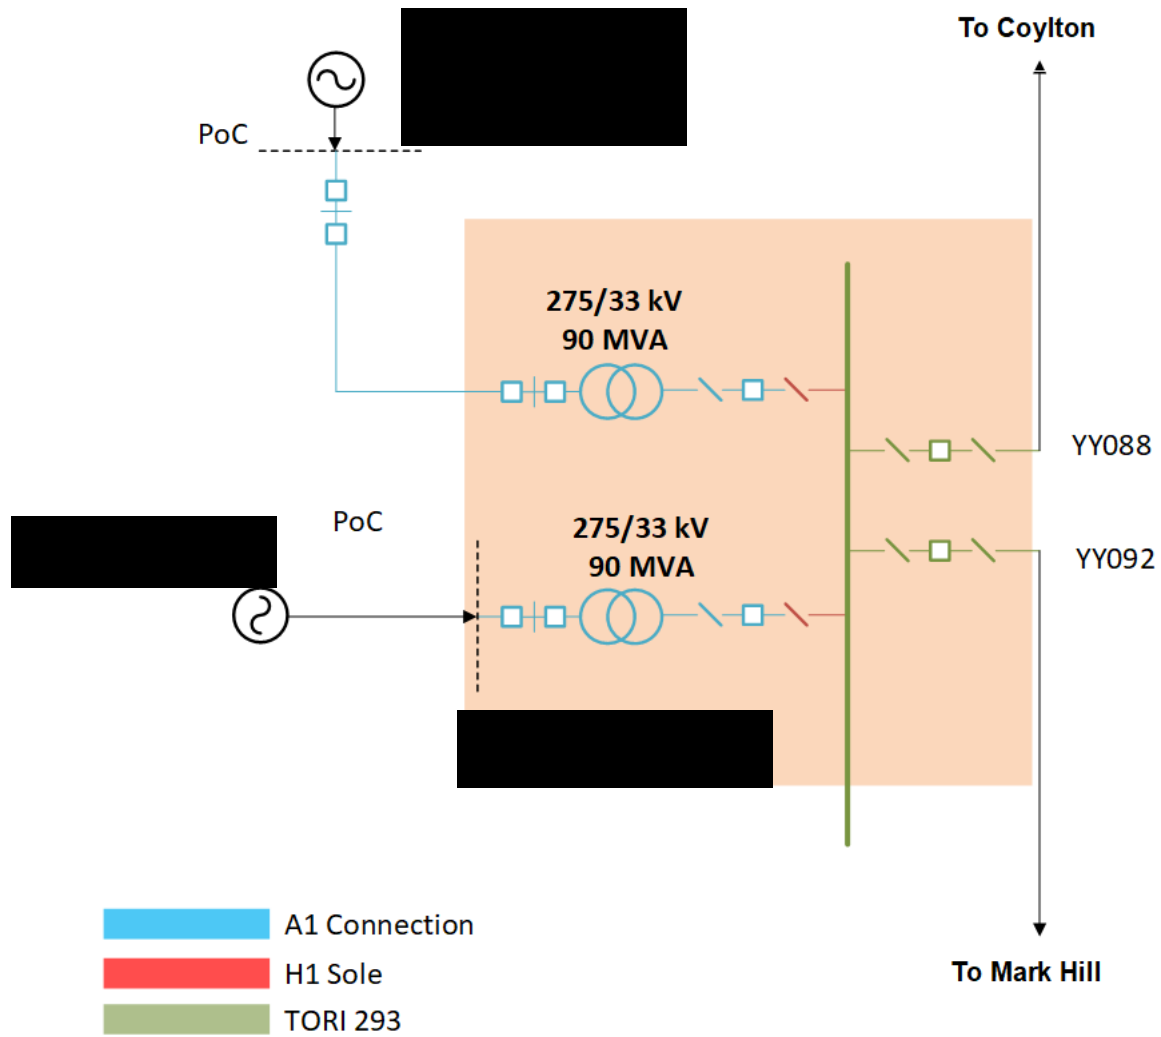 To Coylton
PoC
275/33 kV
90 MVA
YY088
PoC
275/33 kV
90 MVA
YY092
A1 Connection
H1 Sole
To Mark Hill
TORI 293